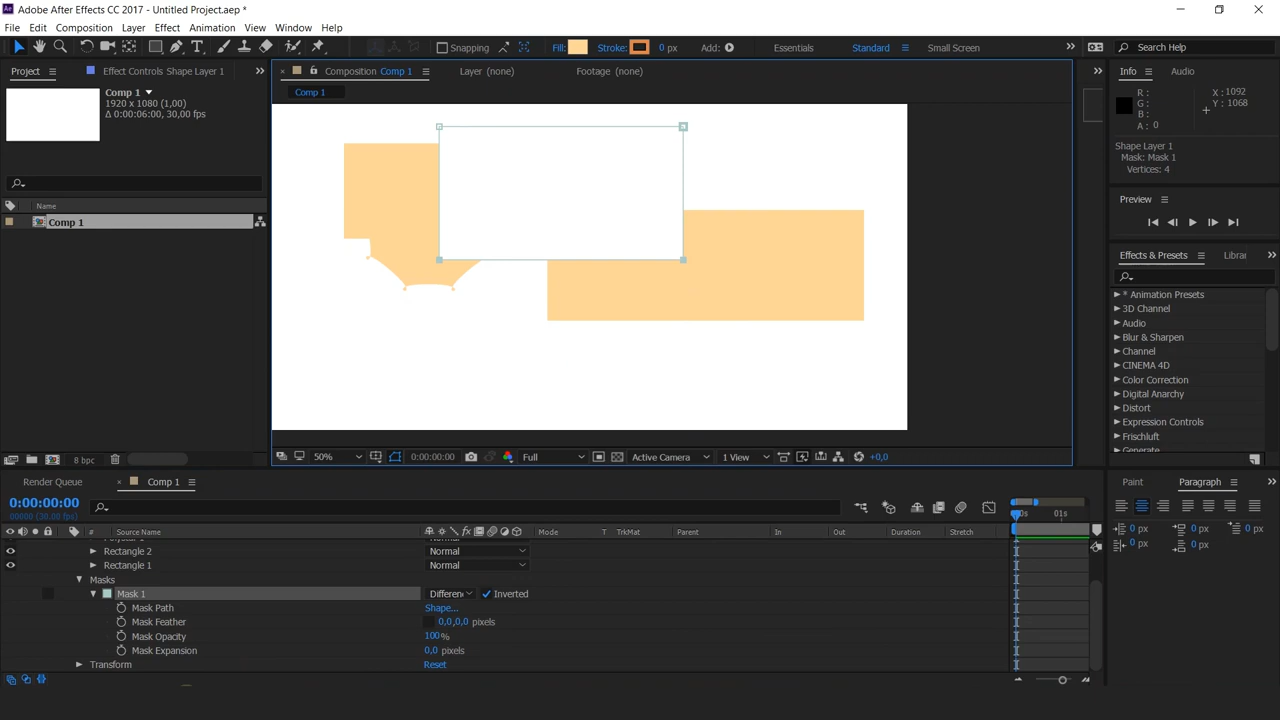 Adobe After Effects CC 2017 - Untitled Project.aep *
File Edit Composition Layer Effect Animation View Window Help
Snapping Fill: Stroke: 0 px Add: Essentials Standard Small Screen Search Help
Project Effect Controls Shape Layer 1 Composition Comp 1 Layer (none) Footage (none) Info Audio
Comp 1
1920 x 1080 (1,00)
Δ 0:00:06:00, 30,00 fps
Comp 1
R : X : 1092
G : Y : 1068
B :
A : 0
Shape Layer 1
Mask: Mask 1
Vertices: 4
Preview
Name
Comp 1
Effects & Presets Librar
* Animation Presets
3D Channel
Audio
Blur & Sharpen
Channel
CINEMA 4D
Color Correction
Digital Anarchy
Distort
Expression Controls
Frischluft
Generate
8 bpc 50% 0:00:00:00 Full Active Camera 1 View +0,0
Render Queue Comp 1 Paint Paragraph
0:00:00:00
00000 (30.00 fps)
0s 01s
# Source Name Mode T TrkMat Parent In Out Duration Stretch
0 px 0 px 0 px
0 px 0 px
Normal
Rectangle 2 Normal
Rectangle 1 Normal
Masks
Mask 1 Differenc Inverted
Mask Path Shape...
Mask Feather 0,0,0,0 pixels
Mask Opacity 100 %
Mask Expansion 0,0 pixels
Transform Reset